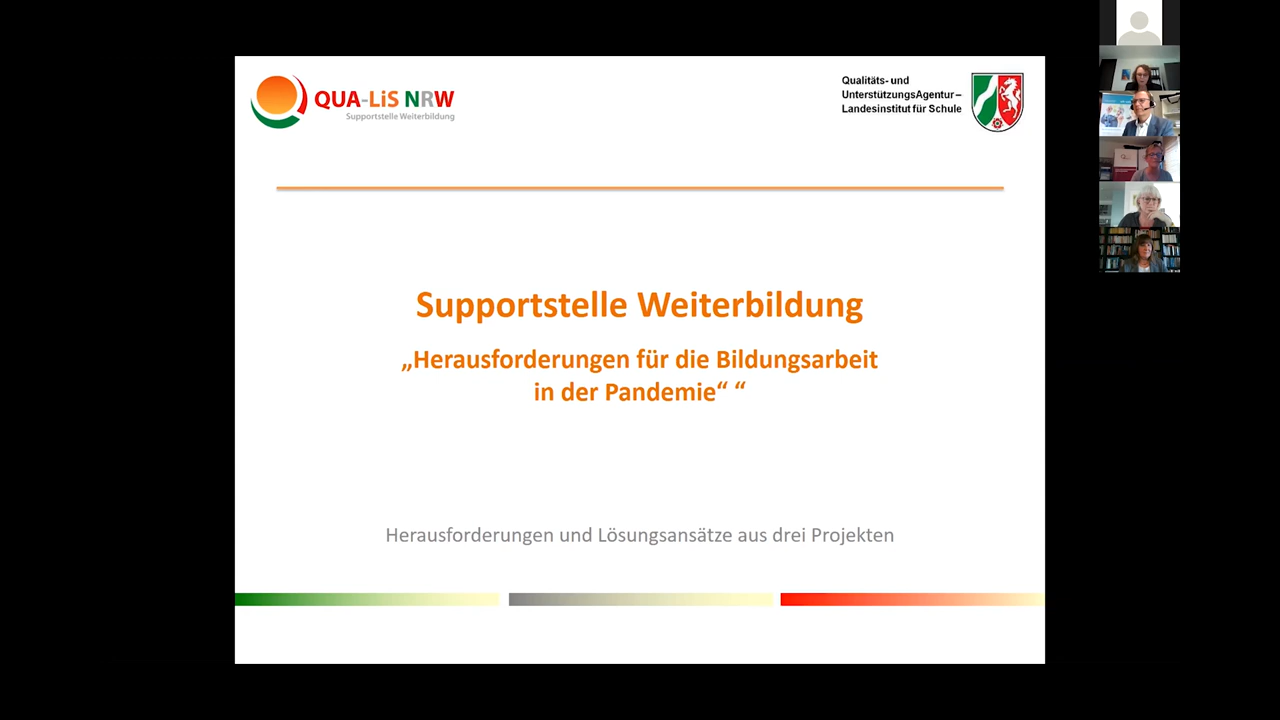 QUA-LiS NRW
Supportstelle Weiterbildung
Qualitäts- und
UnterstützungsAgentur –
Landesinstitut für Schule
Supportstelle Weiterbildung
„Herausforderungen für die Bildungsarbeit
in der Pandemie“ “
Herausforderungen und Lösungsansätze aus drei Projekten